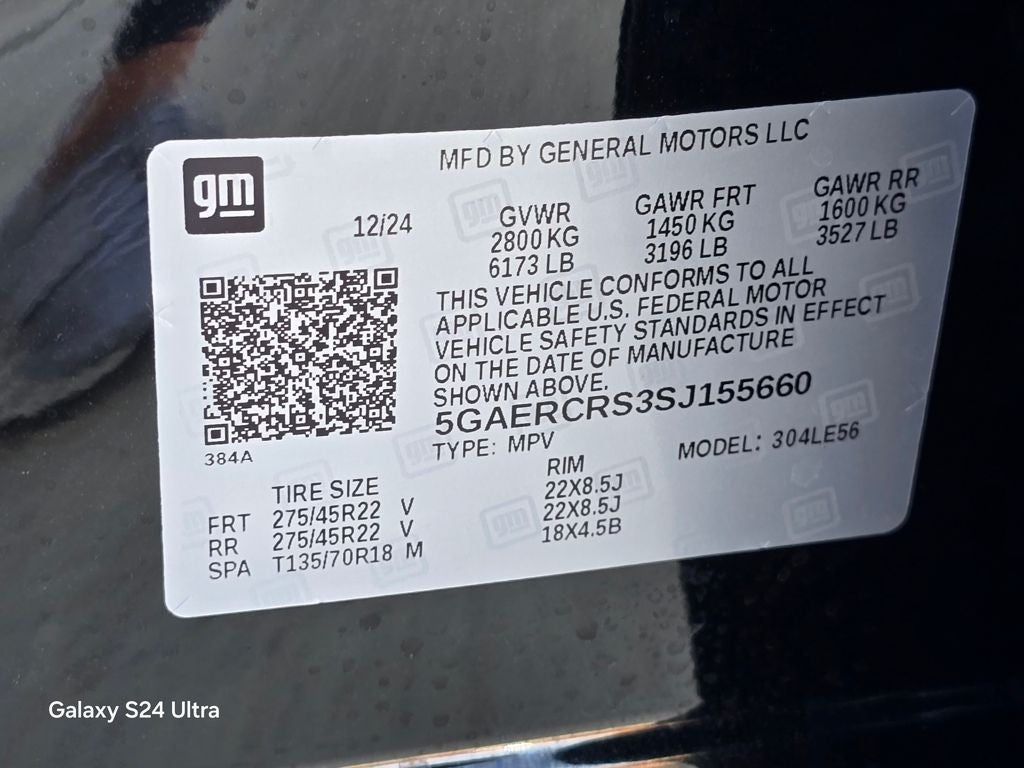 gm
MFD BY GENERAL MOTORS LLC
12/24
GVWR
2800 KG
6173 LB
GAWR FRT
1450 KG
3196 LB
GAWR RR
1600 KG
3527 LB
THIS VEHICLE CONFORMS TO ALL
APPLICABLE U.S. FEDERAL MOTOR
VEHICLE SAFETY STANDARDS IN EFFECT
ON THE DATE OF MANUFACTURE
SHOWN ABOVE.
5GAERCRS3SJ155660
TYPE: MPV MODEL: 304LE56
384A
TIRE SIZE RIM
FRT 275/45R22 V 22X8.5J
RR 275/45R22 V 22X8.5J
SPA T135/70R18 M 18X4.5B
Galaxy S24 Ultra